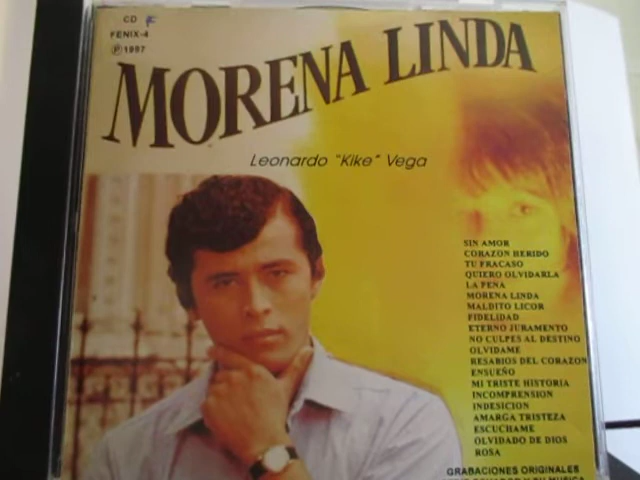 CD
FENIX-4
℗ 1997
MORENA LINDA
Leonardo "Kike" Vega
SIN AMOR
CORAZON HERIDO
TU FRACASO
QUIERO OLVIDARLA
LA PENA
MORENA LINDA
MALDITO LICOR
FIDELIDAD
ETERNO JURAMENTO
NO CULPES AL DESTINO
OLVIDAME
RESABIOS DEL CORAZON
ENSUEÑO
MI TRISTE HISTORIA
INCOMPRENSION
INDESICION
AMARGA TRISTEZA
ESCUCHAME
OLVIDADO DE DIOS
ROSA
GRABACIONES ORIGINALES